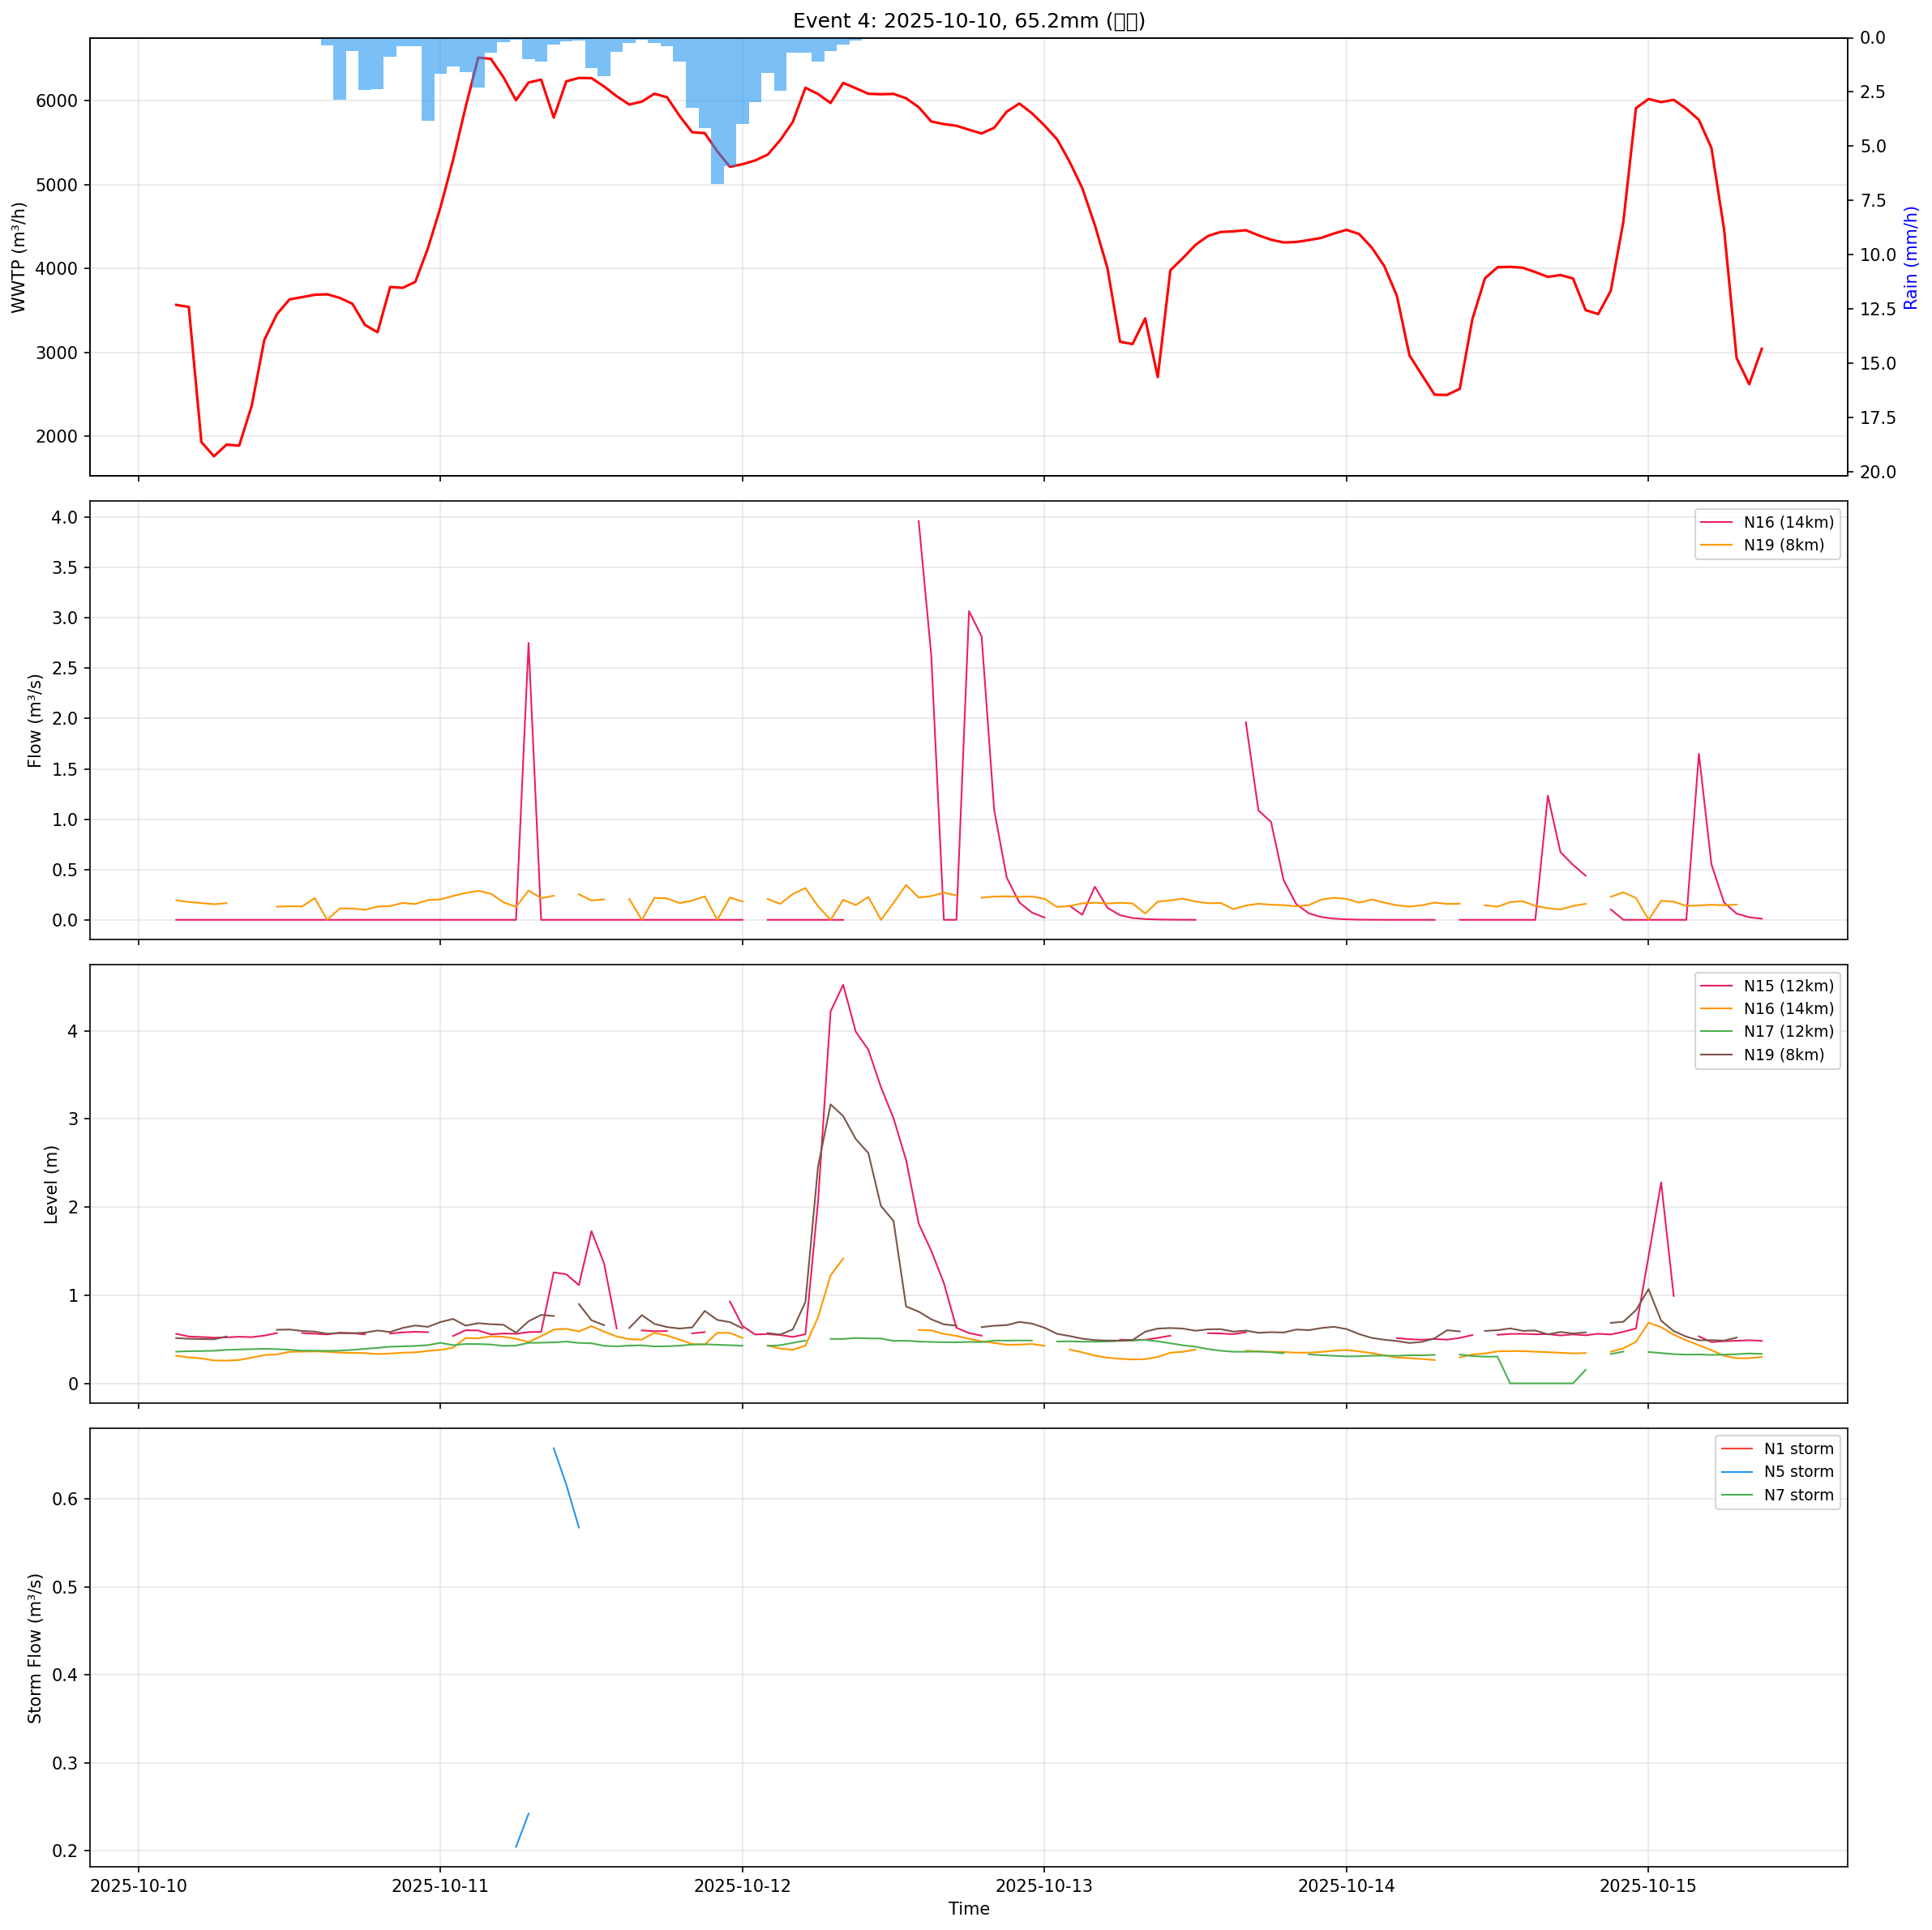 Event 4: 2025-10-10, 65.2mm (▯▯)
WWTP (m³/h)
6000
5000
4000
3000
2000
0.0
2.5
5.0
7.5
10.0
12.5
15.0
17.5
20.0
Rain (mm/h)
Flow (m³/s)
4.0
3.5
3.0
2.5
2.0
1.5
1.0
0.5
0.0
N16 (14km)
N19 (8km)
Level (m)
4
3
2
1
0
N15 (12km)
N16 (14km)
N17 (12km)
N19 (8km)
Storm Flow (m³/s)
0.6
0.5
0.4
0.3
0.2
N1 storm
N5 storm
N7 storm
2025-10-10
2025-10-11
2025-10-12
2025-10-13
2025-10-14
2025-10-15
Time